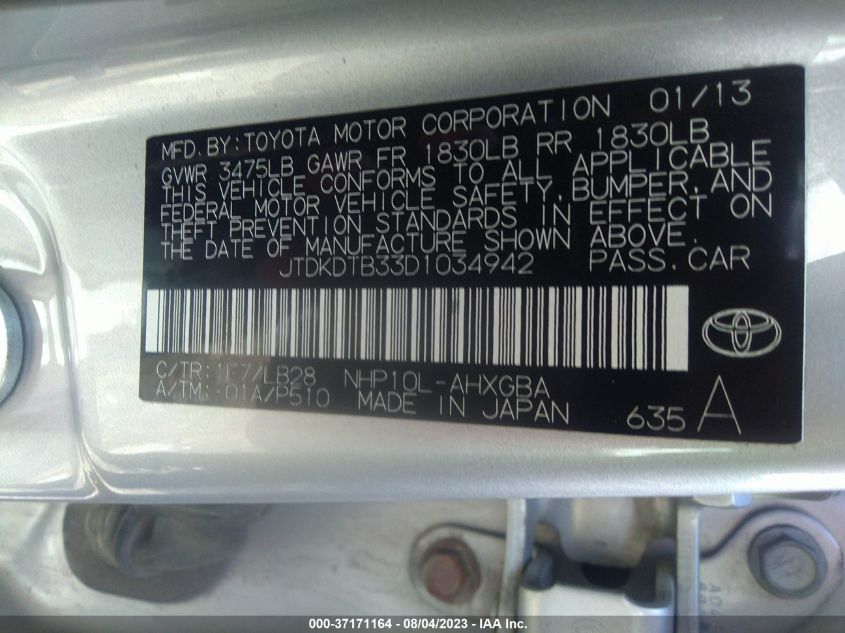 MFD. BY: TOYOTA MOTOR CORPORATION 01/13
GVWR 3475LB GAWR FR 1830LB RR 1830LB
THIS VEHICLE CONFORMS TO ALL APPLICABLE
FEDERAL MOTOR VEHICLE SAFETY, BUMPER, AND
THEFT PREVENTION STANDARDS IN EFFECT ON
THE DATE OF MANUFACTURE SHOWN ABOVE.
JTDKDTB33D1034942 PASS. CAR
C/TR: 1F7/LB28 NHP10L-AHXGBA
A/TM: -01A/P510 MADE IN JAPAN 635 A
000-37171164 - 08/04/2023 - IAA Inc.